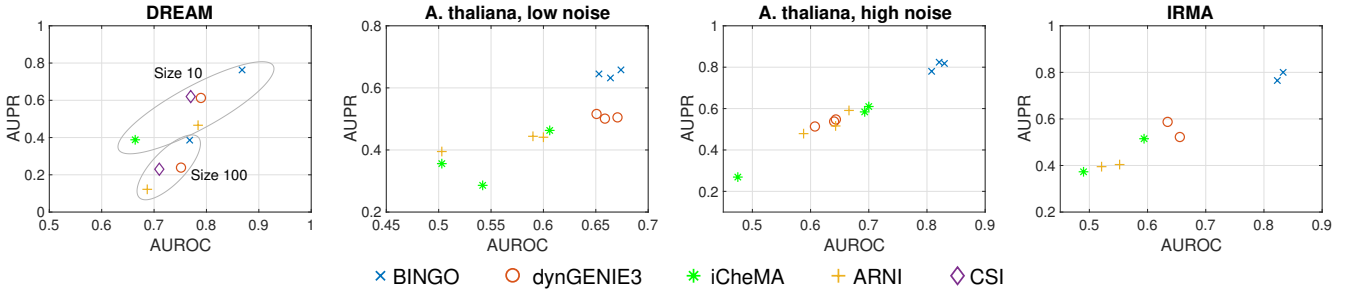 DREAM
AUPR
1
0.8
0.6
0.4
0.2
0
Size 10
Size 100
0.5 0.6 0.7 0.8 0.9 1
AUROC
A. thaliana, low noise
AUPR
0.8
0.6
0.4
0.2
0.45 0.5 0.55 0.6 0.65 0.7
AUROC
A. thaliana, high noise
AUPR
1
0.8
0.6
0.4
0.2
0.5 0.6 0.7 0.8 0.9
AUROC
IRMA
AUPR
1
0.8
0.6
0.4
0.2
0.5 0.6 0.7 0.8 0.9
AUROC
BINGO dynGENIE3 iCheMA ARNI CSI